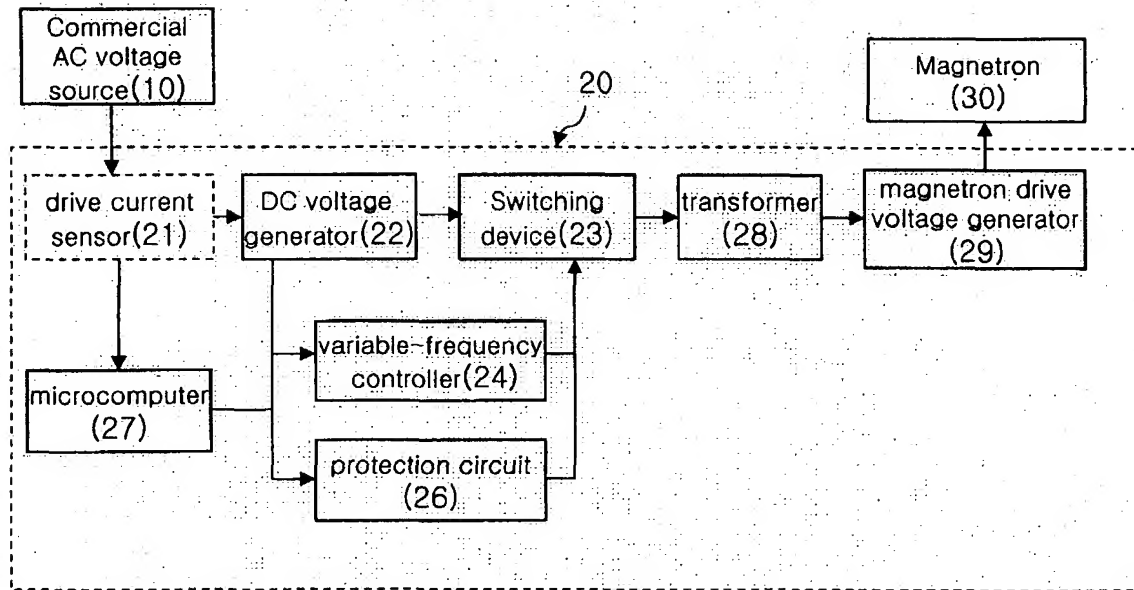 Commercial
AC voltage
source(10)
20
Magnetron
(30)
drive current
sensor(21)
DC voltage
generator(22)
Switching
device(23)
transformer
(28)
magnetron drive
voltage generator
(29)
variable-frequency
controller(24)
microcomputer
(27)
protection circuit
(26)